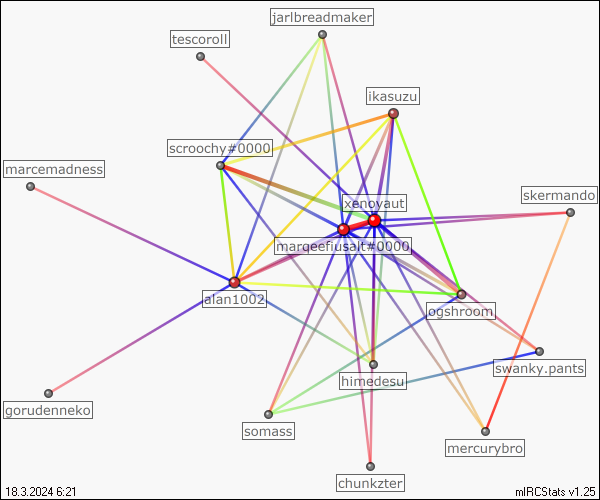 jarlbreadmaker
tescoroll
ikasuzu
scroochy#0000
marcemadness
skermando
xenoyaut
marqeefiusalt#0000
alan1002
ogshroom
swanky.pants
himedesu
gorudenneko
somass
mercurybro
chunkzter
18.3.2024 6:21
mIRCStats v1.25